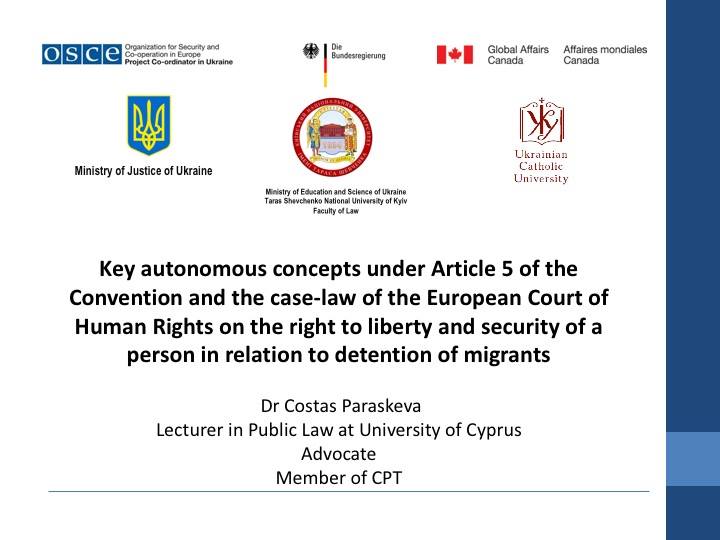 OSCE
Organization for Security and
Co-operation in Europe
Project Co-ordinator in Ukraine
Die
Bundesregierung
Global Affairs
Canada
Affaires mondiales
Canada
Ministry of Justice of Ukraine
Ministry of Education and Science of Ukraine
Taras Shevchenko National University of Kyiv
Faculty of Law
Ukrainian
Catholic
University
Key autonomous concepts under Article 5 of the
Convention and the case-law of the European Court of
Human Rights on the right to liberty and security of a
person in relation to detention of migrants
Dr Costas Paraskeva
Lecturer in Public Law at University of Cyprus
Advocate
Member of CPT